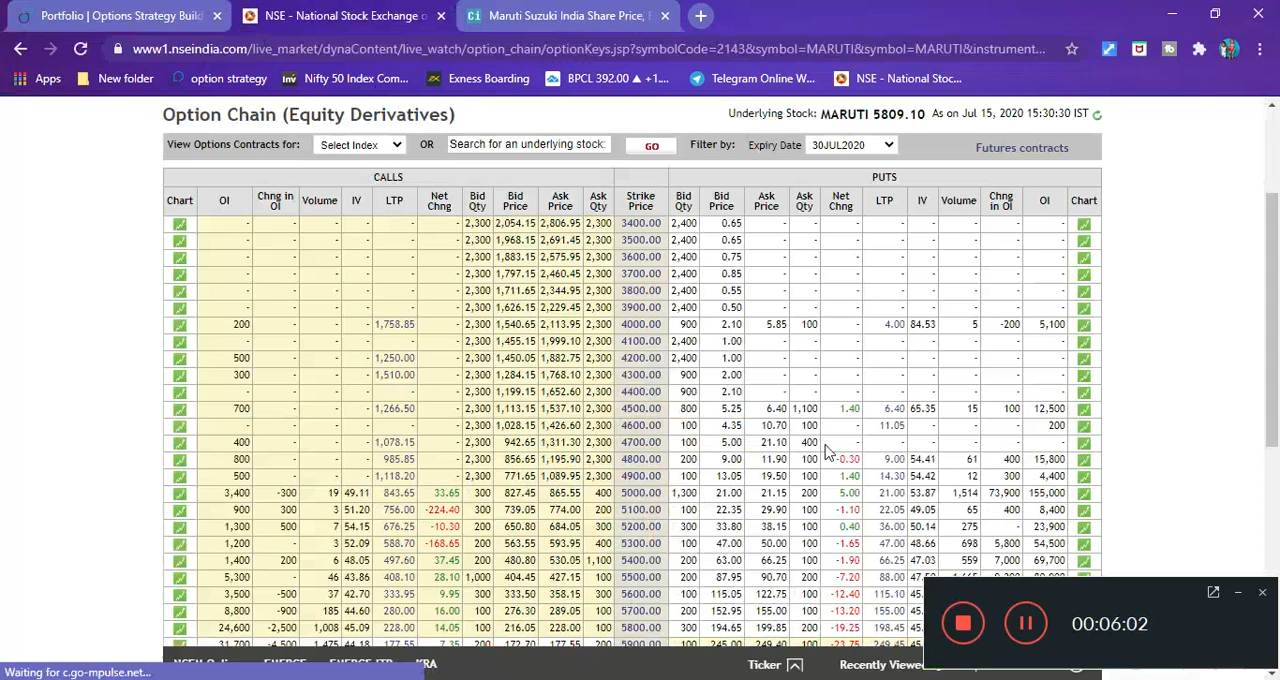 Portfolio | Options Strategy Build × NSE - National Stock Exchange o × Ci Maruti Suzuki India Share Price, E × +
www1.nseindia.com/live_market/dynaContent/live_watch/option_chain/optionKeys.jsp?symbolCode=2143&symbol=MARUTI&symbol=MARUTI&instrument...
Apps New folder option strategy Inv Nifty 50 Index Com... Exness Boarding BPCL 392.00 ▲ +1.... Telegram Online W... NSE - National Stoc...
Option Chain (Equity Derivatives) Underlying Stock: MARUTI 5809.10 As on Jul 15, 2020 15:30:30 IST
View Options Contracts for: Select Index OR Search for an underlying stock: GO Filter by: Expiry Date 30JUL2020 Futures contracts
CALLS PUTS
Chart OI Chng in OI Volume IV LTP Net Chng Bid Qty Bid Price Ask Price Ask Qty Strike Price Bid Qty Bid Price Ask Price Ask Qty Net Chng LTP IV Volume Chng in OI OI Chart
- - - - - - 2,300 2,054.15 2,806.95 2,300 3400.00 2,400 0.65 - - - - - - - -
- - - - - - 2,300 1,968.15 2,691.45 2,300 3500.00 2,400 0.65 - - - - - - - -
- - - - - - 2,300 1,883.15 2,575.95 2,300 3600.00 2,400 0.75 - - - - - - - -
- - - - - - 2,300 1,797.15 2,460.45 2,300 3700.00 2,400 0.85 - - - - - - - -
- - - - - - 2,300 1,711.65 2,344.95 2,300 3800.00 2,400 0.55 - - - - - - - -
- - - - - - 2,300 1,626.15 2,229.45 2,300 3900.00 2,400 0.50 - - - - - - - -
200 - - - 1,758.85 - 2,300 1,540.65 2,113.95 2,300 4000.00 900 2.10 5.85 100 - 4.00 84.53 5 -200 5,100
- - - - - - 2,300 1,455.15 1,999.10 2,300 4100.00 2,400 1.00 - - - - - - - -
500 - - - 1,250.00 - 2,300 1,450.05 1,882.75 2,300 4200.00 2,400 1.00 - - - - - - - -
300 - - - 1,510.00 - 2,300 1,284.15 1,768.10 2,300 4300.00 900 2.00 - - - - - - - -
- - - - - - 2,300 1,199.15 1,652.60 2,300 4400.00 900 2.10 - - - - - - - -
700 - - - 1,266.50 - 2,300 1,113.15 1,537.10 2,300 4500.00 800 5.25 6.40 1,100 1.40 6.40 65.35 15 100 12,500
- - - - - - 2,300 1,028.15 1,426.60 2,300 4600.00 100 4.35 10.70 100 - 11.05 - - - 200
400 - - - 1,078.15 - 2,300 942.65 1,311.30 2,300 4700.00 100 5.00 21.10 400 - - - - - -
800 - - - 985.85 - 2,300 856.65 1,195.90 2,300 4800.00 200 9.00 11.90 100 -0.30 9.00 54.41 61 400 15,800
500 - - - 1,118.20 - 2,300 771.65 1,089.95 2,300 4900.00 100 13.05 19.50 100 1.40 14.30 54.42 12 300 4,400
3,400 -300 19 49.11 843.65 33.65 300 827.45 865.55 400 5000.00 1,300 21.00 21.15 200 5.00 21.00 53.87 1,514 73,900 155,000
900 300 3 51.20 756.00 -224.40 300 739.05 774.00 200 5100.00 100 22.35 29.90 100 -1.10 22.05 49.05 65 400 8,400
1,300 500 7 54.15 676.25 -10.30 200 650.80 684.05 300 5200.00 100 33.80 38.15 100 0.40 36.00 50.14 275 - 23,900
1,200 - 3 52.09 588.70 -168.65 200 563.55 593.95 400 5300.00 100 47.00 50.00 100 -1.65 47.00 48.66 698 5,800 54,500
1,400 200 6 48.05 497.60 37.45 200 480.80 530.05 1,100 5400.00 200 63.00 66.25 100 -1.90 66.25 47.03 559 7,000 69,700
5,300 - 46 43.86 408.10 28.10 1,000 404.45 427.15 100 5500.00 200 87.95 90.70 200 -7.20 88.00
3,500 -500 37 42.70 333.95 9.95 100 333.50 358.15 300 5600.00 100 115.05 122.75 100 -12.40 115.10
8,800 -900 185 44.60 280.00 16.00 100 276.30 289.05 100 5700.00 100 152.95 155.00 100 -13.20 155.00
24,600 -2,500 1,008 45.09 228.00 14.05 100 216.05 228.00 100 5800.00 300 194.65 199.85 200 -19.25 198.45
31,700 -4,500 1,475 44.18 177.55 7.35 200 172.70 177.55 200 5900.00 100 245.00 249.40 100 -23.75 249.45
KRA Ticker Recently Viewed
00:06:02
Waiting for c.go-mpulse.net...